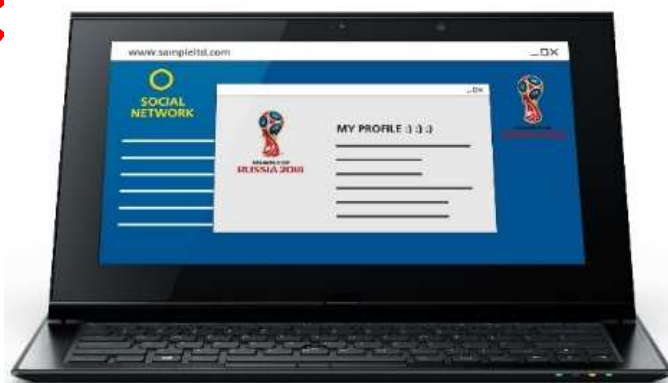 www.sampleltd.com
SOCIAL
NETWORK
MY PROFILE :) :) :)
RUSSIA 2018